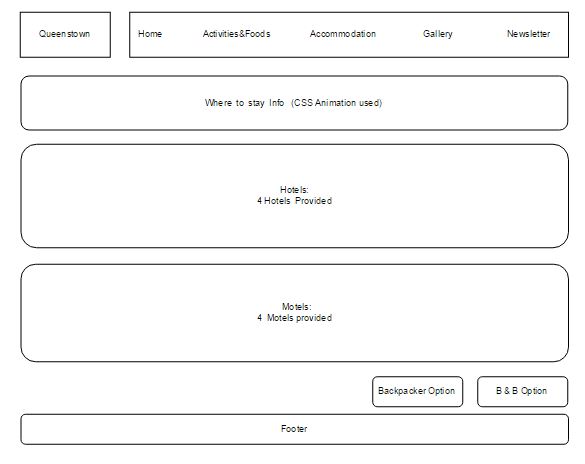 Queenstown
Home Activities&Foods Accommodation Gallery Newsletter
Where to stay Info (CSS Animation used)
Hotels:
4 Hotels Provided
Motels:
4 Motels provided
Backpacker Option
B & B Option
Footer